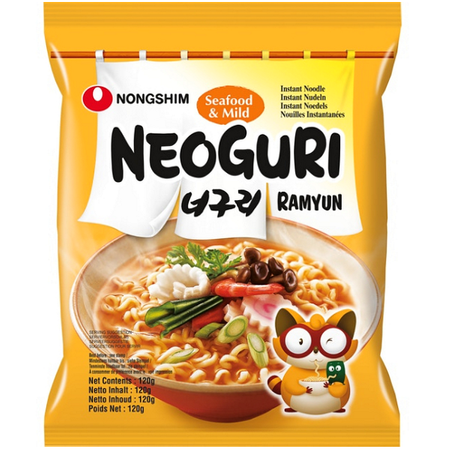 NONGSHIM
Seafood
& Mild
Instant Noodle
Instant Nudeln
Instant Noedels
Nouilles Instantanées
NEOGURI
너구리 RAMYUN
Net Contents : 120g
Netto Inhalt : 120g
Netto Inhoud : 120g
Poids Net : 120g